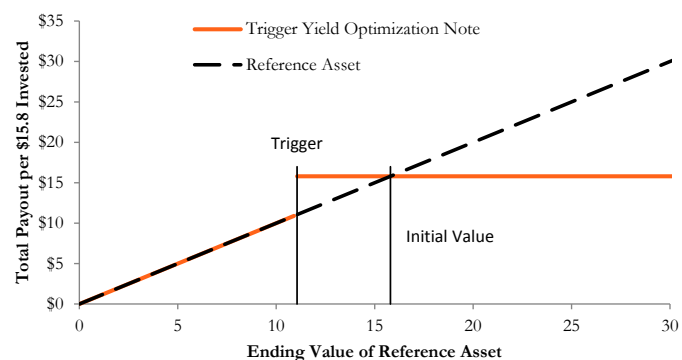 Total Payout per $15.8 Invested
$35
$30
$25
$20
$15
$10
$5
$0
Trigger Yield Optimization Note
Reference Asset
Trigger
Initial Value
0 5 10 15 20 25 30
Ending Value of Reference Asset